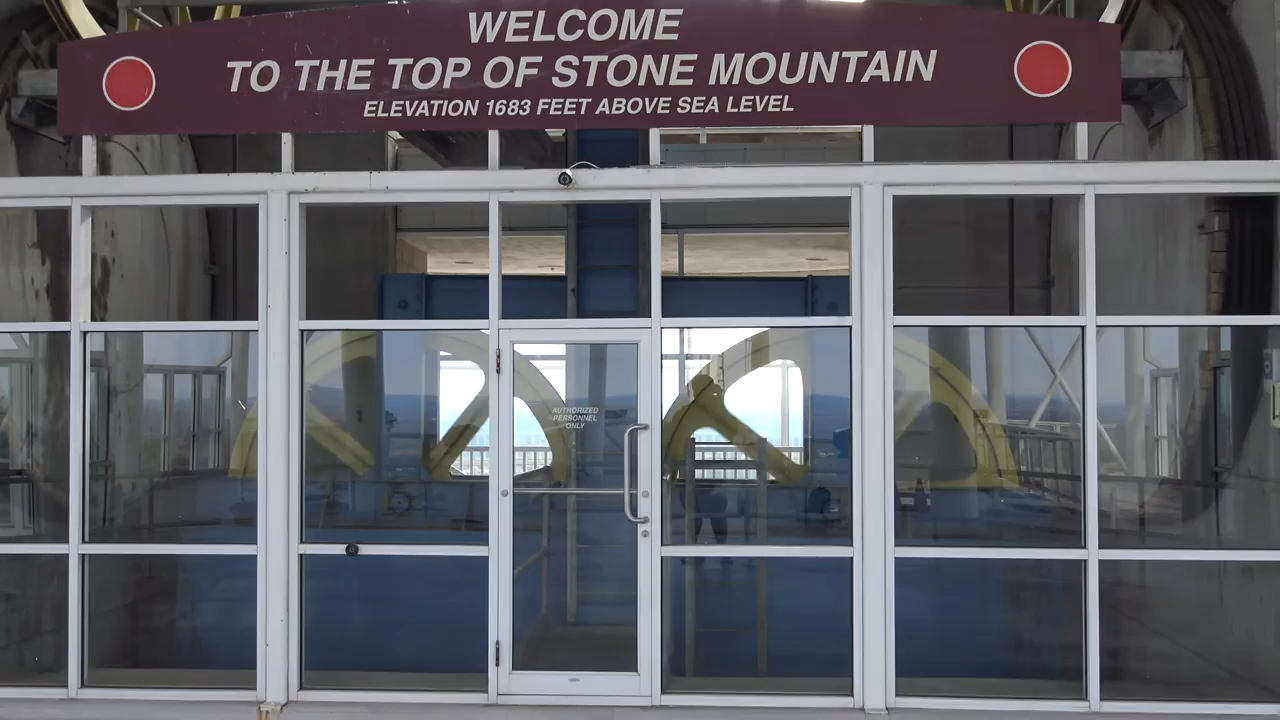 WELCOME
TO THE TOP OF STONE MOUNTAIN
ELEVATION 1683 FEET ABOVE SEA LEVEL
AUTHORIZED
PERSONNEL
ONLY